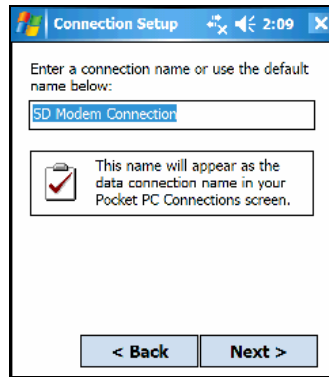 Connection Setup 2:09
Enter a connection name or use the default
name below:
SD Modem Connection
This name will appear as the
data connection name in your
Pocket PC Connections screen.
< Back Next >